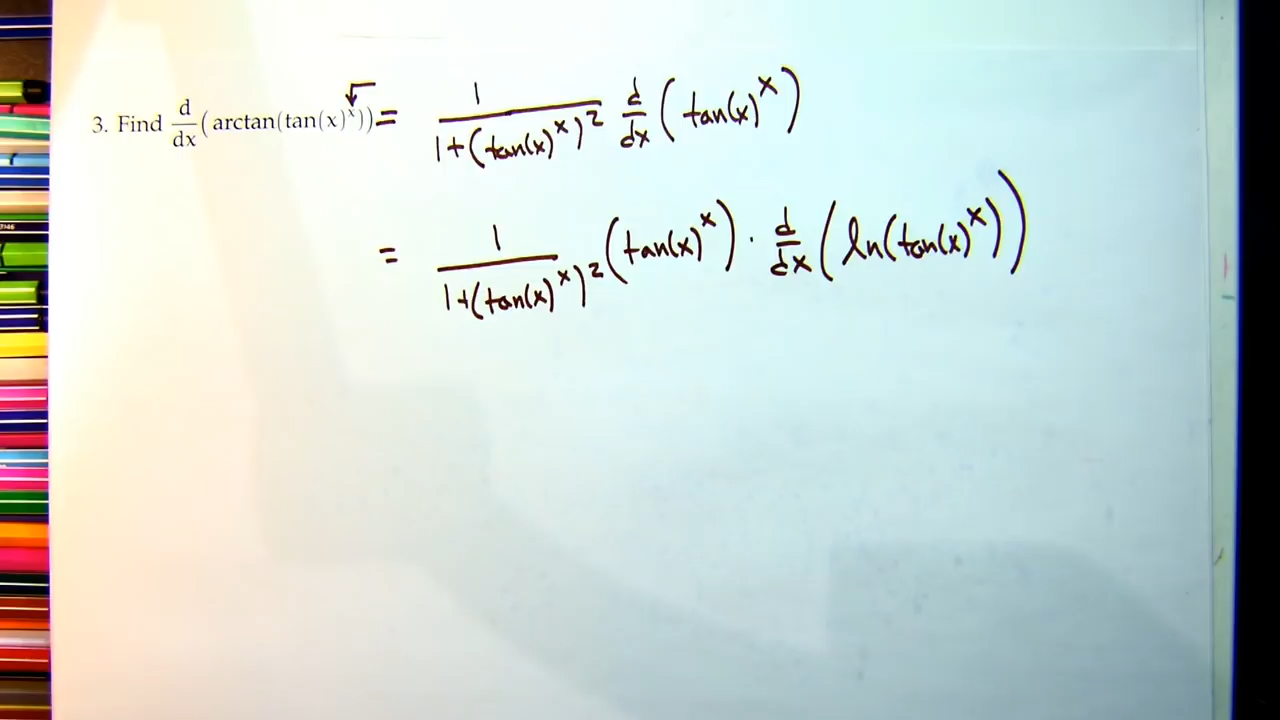 3. Find d/dx (arctan(tan(x)^x)) = 1/(1+(tan(x)^x)^2) d/dx (tan(x)^x)
= 1/(1+(tan(x)^x)^2) (tan(x)^x) · d/dx (ln(tan(x)^x))